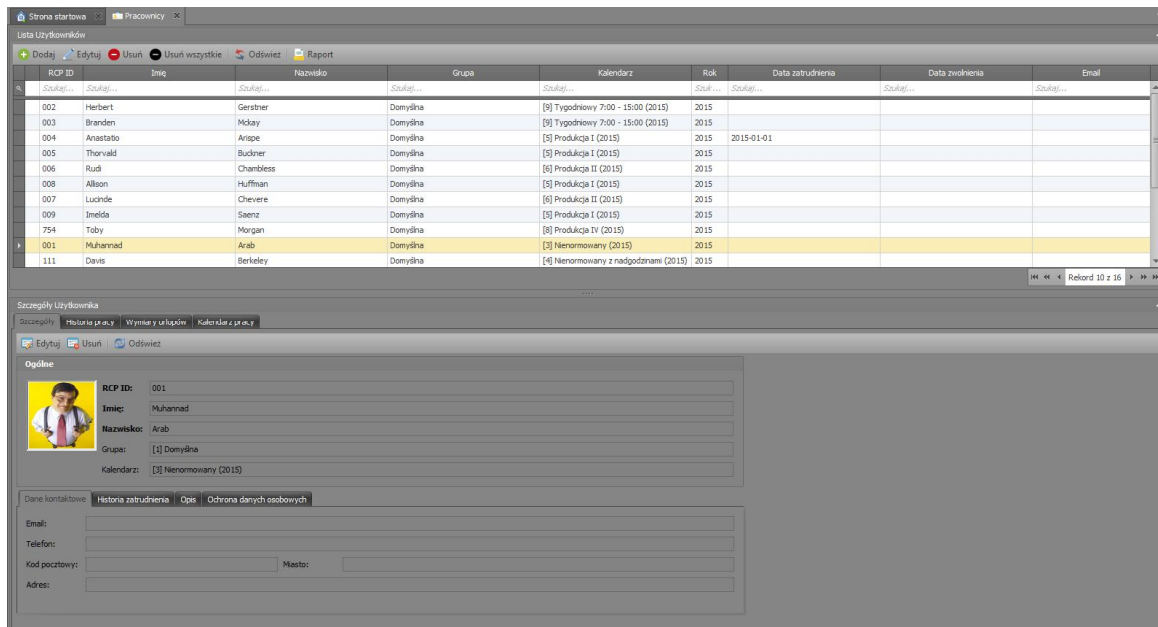 Strona startowa Pracownicy
Lista Użytkowników
Dodaj Edytuj Usuń Usuń wszystkie Odśwież Raport
RCP ID Imię Nazwisko Grupa Kalendarz Rok Data zatrudnienia Data zwolnienia Email
Szukaj... Szukaj... Szukaj... Szukaj... Szukaj... Szuk... Szukaj... Szukaj... Szukaj...
002 Herbert Gerstner Domyślna [9] Tygodniowy 7:00 - 15:00 (2015) 2015
003 Branden Mckay Domyślna [9] Tygodniowy 7:00 - 15:00 (2015) 2015
004 Anastatio Arispe Domyślna [5] Produkcja I (2015) 2015 2015-01-01
005 Thorvald Buckner Domyślna [5] Produkcja I (2015) 2015
006 Rudi Chambless Domyślna [6] Produkcja II (2015) 2015
008 Allison Huffman Domyślna [5] Produkcja I (2015) 2015
007 Lucinde Chevere Domyślna [6] Produkcja II (2015) 2015
009 Imelda Saenz Domyślna [5] Produkcja I (2015) 2015
754 Toby Morgan Domyślna [8] Produkcja IV (2015) 2015
001 Muhannad Arab Domyślna [3] Nienormowany (2015) 2015
111 Davis Berkeley Domyślna [4] Nienormowany z nadgodzinami (2015) 2015
Rekord 10 z 16
Szczegóły Użytkownika
Szczegóły Historia pracy Wymiary urlupów Kalendarz pracy
Edytuj Usuń Odśwież
Ogólne
RCP ID: 001
Imię: Muhannad
Nazwisko: Arab
Grupa: [1] Domyślna
Kalendarz: [3] Nienormowany (2015)
Dane kontaktowe Historia zatrudnienia Opis Ochrona danych osobowych
Email:
Telefon:
Kod pocztowy: Miasto:
Adres: